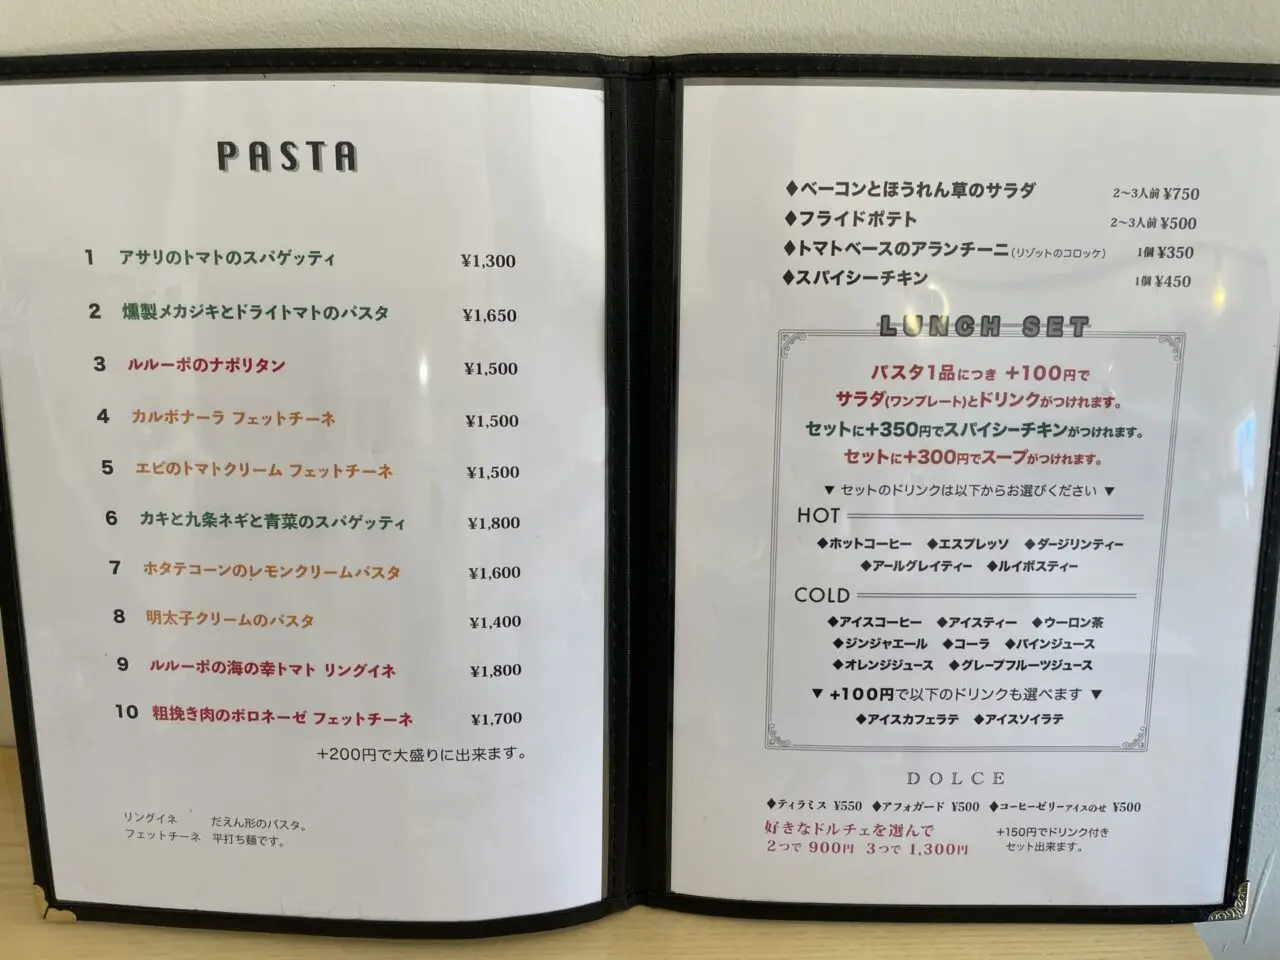 PASTA
1 アサリのトマトのスパゲッティ ¥1,300
2 燻製メカジキとドライトマトのパスタ ¥1,650
3 ルルーポのナポリタン ¥1,500
4 カルボナーラ フェットチーネ ¥1,500
5 エビのトマトクリーム フェットチーネ ¥1,500
6 カキと九条ネギと青菜のスパゲッティ ¥1,800
7 ホタテコーンのレモンクリームパスタ ¥1,600
8 明太子クリームのパスタ ¥1,400
9 ルルーポの海の幸トマト リングイネ ¥1,800
10 粗挽き肉のボロネーゼ フェットチーネ ¥1,700
+200円で大盛りに出来ます。
リングイネ だえん形のパスタ。
フェットチーネ 平打ち麺です。
◆ベーコンとほうれん草のサラダ 2〜3人前 ¥750
◆フライドポテト 2〜3人前 ¥500
◆トマトベースのアランチーニ(リゾットのコロッケ) 1個 ¥350
◆スパイシーチキン 1個 ¥450
LUNCH SET
パスタ1品につき +100円で
サラダ(ワンプレート)とドリンクがつけれます。
セットに+350円でスパイシーチキンがつけれます。
セットに+300円でスープがつけれます。
▼ セットのドリンクは以下からお選びください ▼
HOT
◆ホットコーヒー ◆エスプレッソ ◆ダージリンティー
◆アールグレイティー ◆ルイボスティー
COLD
◆アイスコーヒー ◆アイスティー ◆ウーロン茶
◆ジンジャエール ◆コーラ ◆パインジュース
◆オレンジジュース ◆グレープフルーツジュース
▼ +100円で以下のドリンクも選べます ▼
◆アイスカフェラテ ◆アイスソイラテ
DOLCE
◆ティラミス ¥550 ◆アフォガード ¥500 ◆コーヒーゼリーアイスのせ ¥500
好きなドルチェを選んで
2つで 900円 3つで 1,300円
+150円でドリンク付き
セット出来ます。